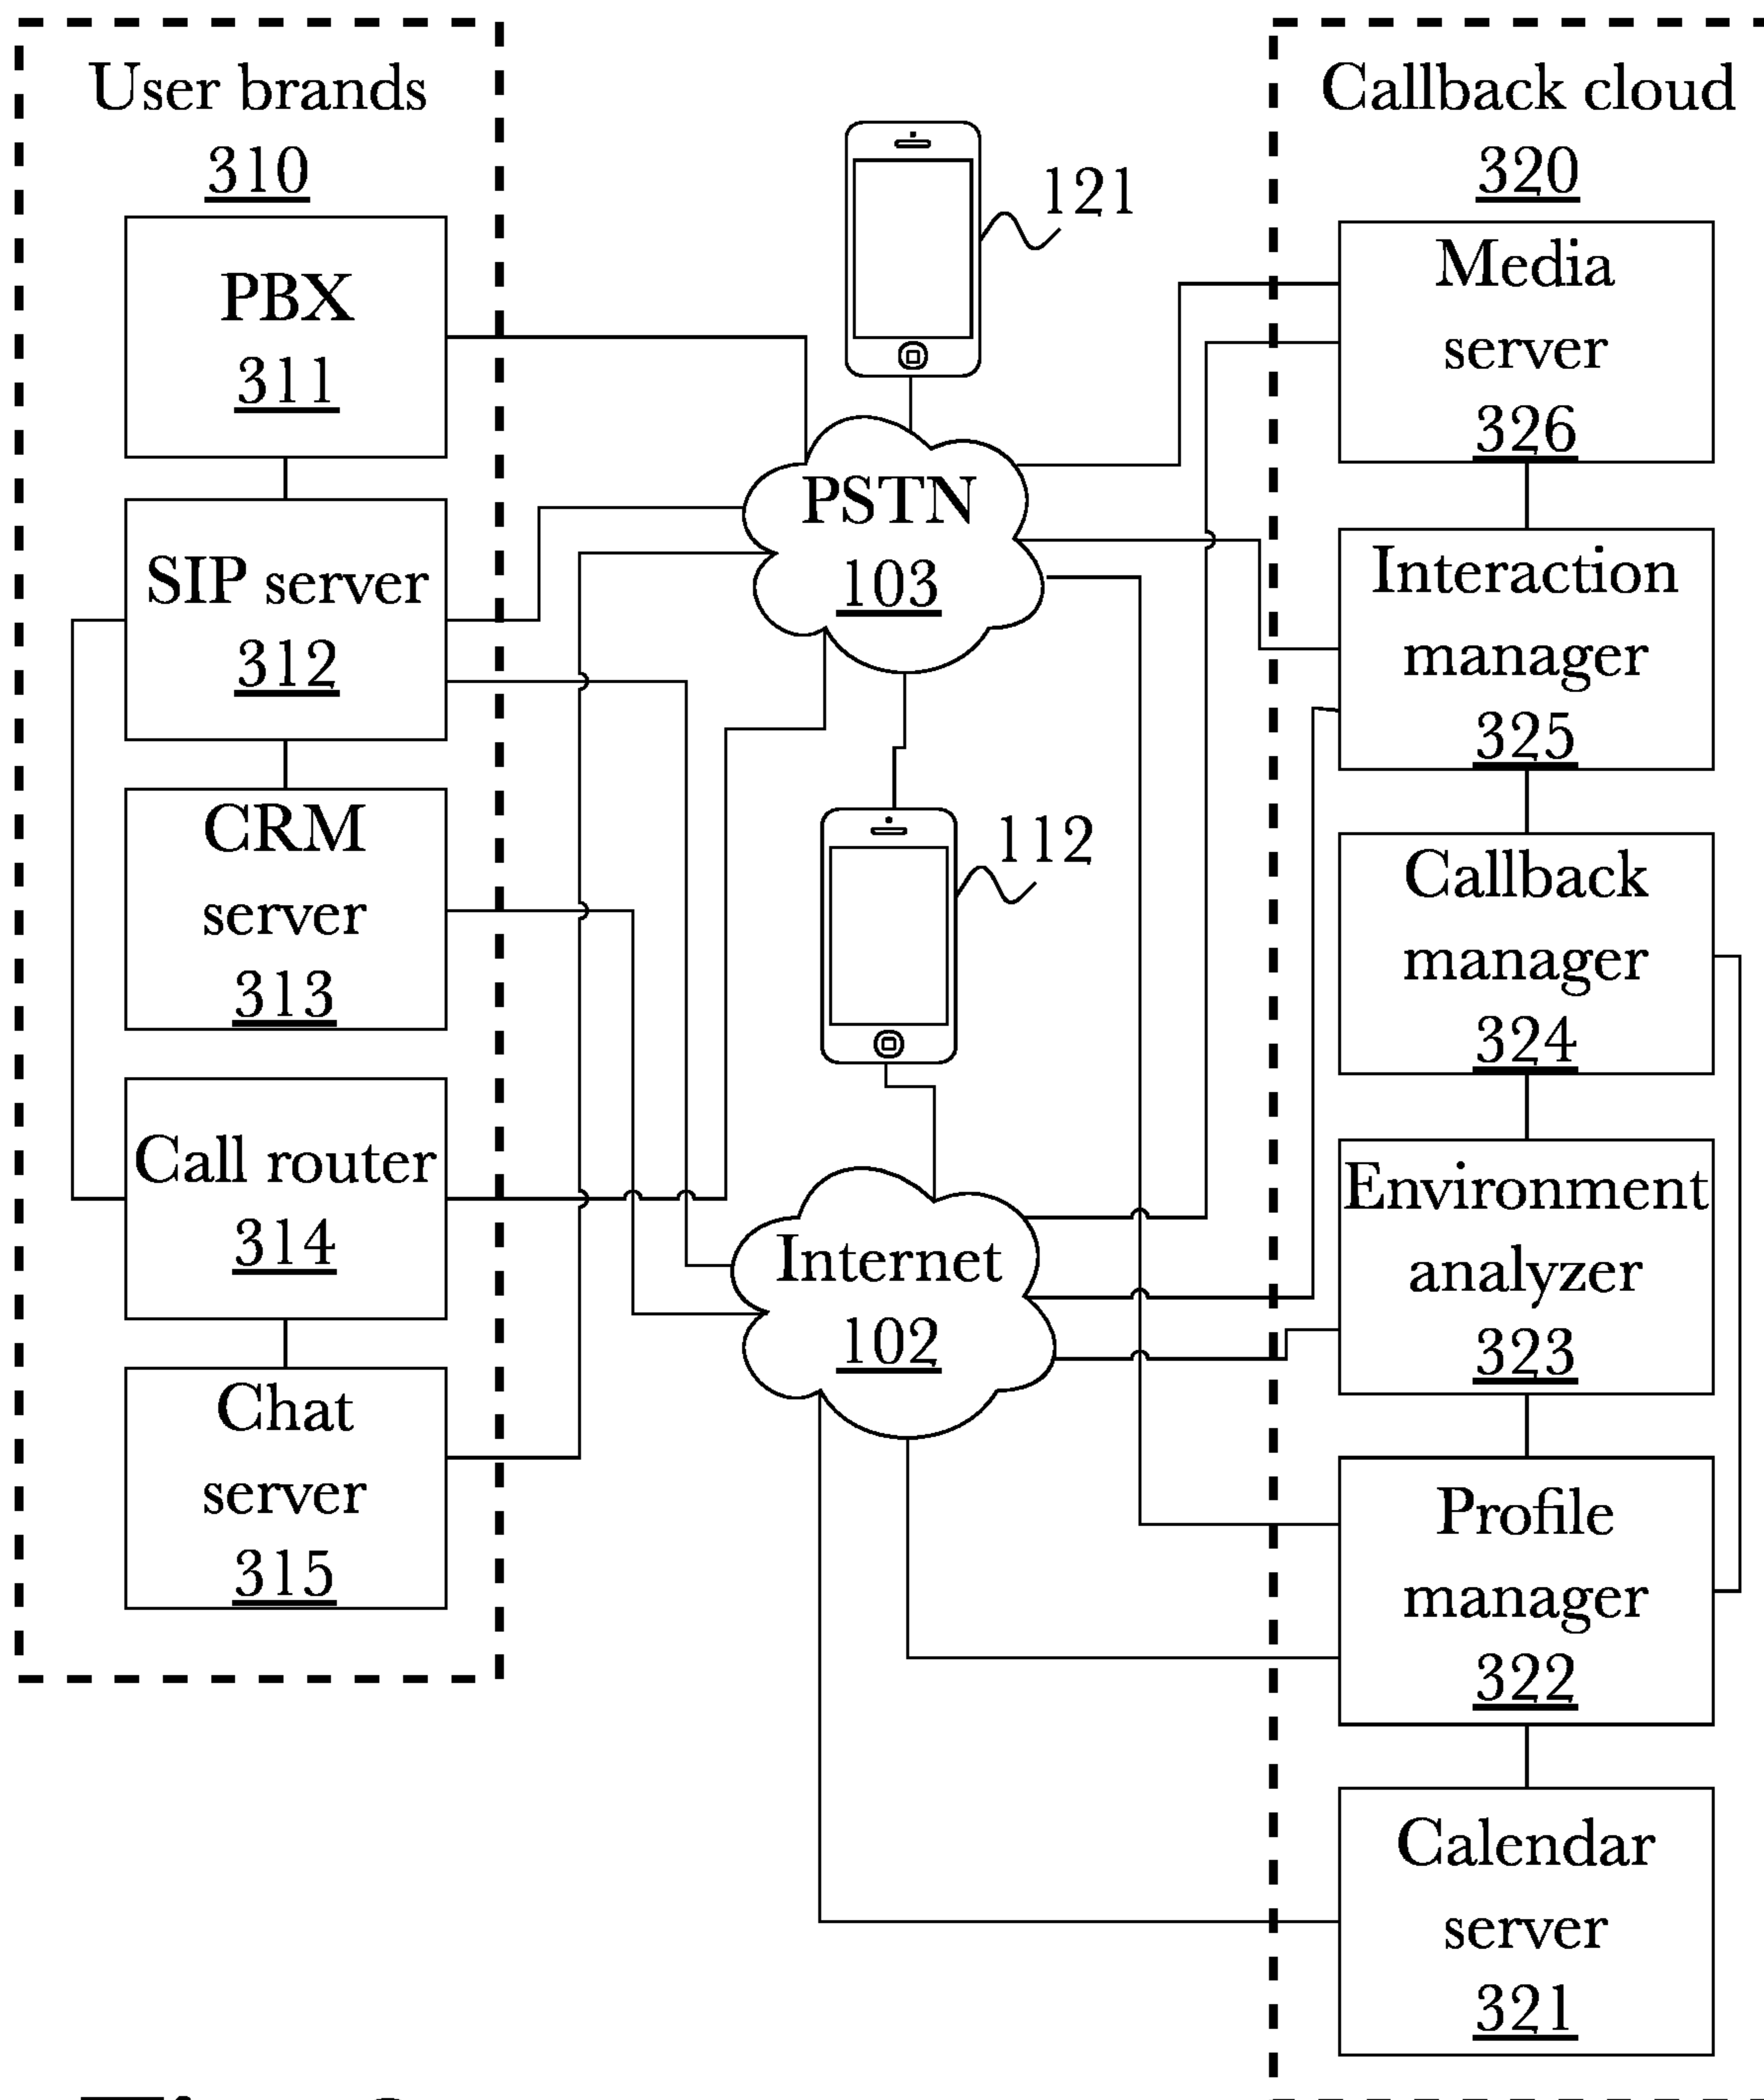 User brands
310
PBX
311
SIP server
312
CRM
server
313
Call router
314
Chat
server
315
121
PSTN
103
112
Internet
102
Callback cloud
320
Media
server
326
Interaction
manager
325
Callback
manager
324
Environment
analyzer
323
Profile
manager
322
Calendar
server
321